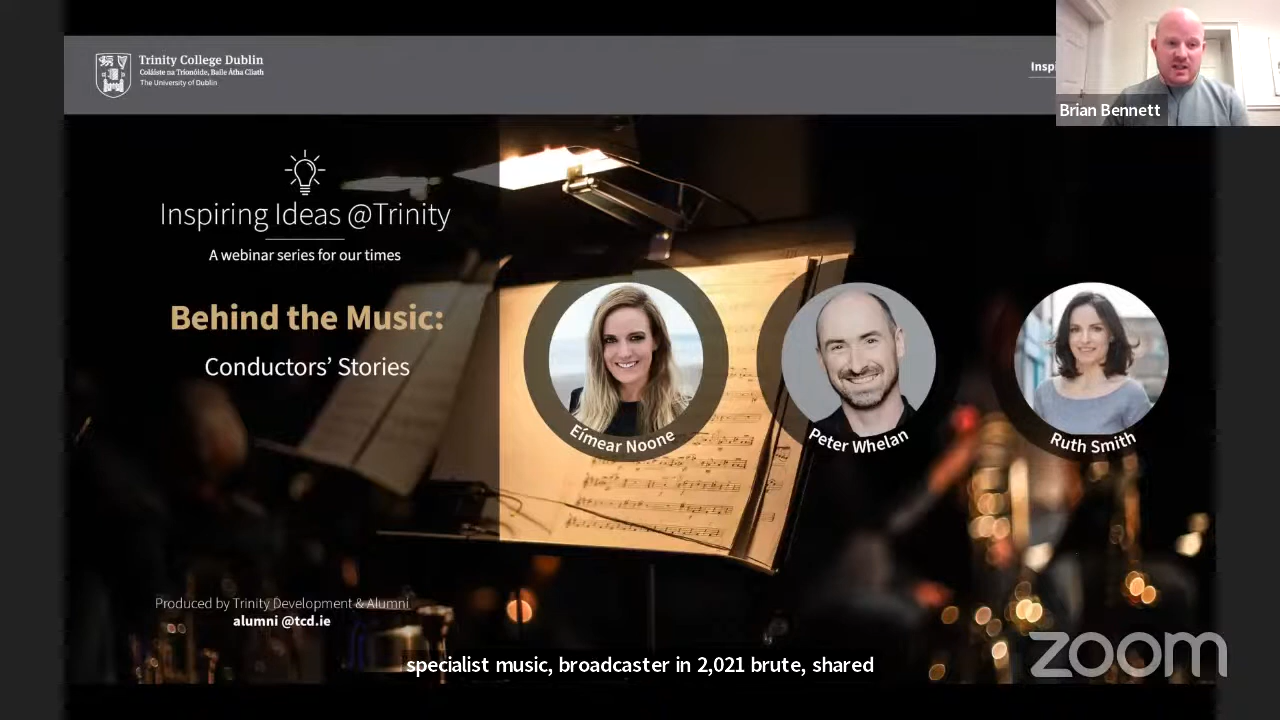 Trinity College Dublin
Coláiste na Tríonóide, Baile Átha Cliath
The University of Dublin
Brian Bennett
Inspiring Ideas @Trinity
A webinar series for our times
Behind the Music:
Conductors’ Stories
Eímear Noone
Peter Whelan
Ruth Smith
Produced by Trinity Development & Alumni
alumni @tcd.ie
specialist music, broadcaster in 2,021 brute, shared
zoom